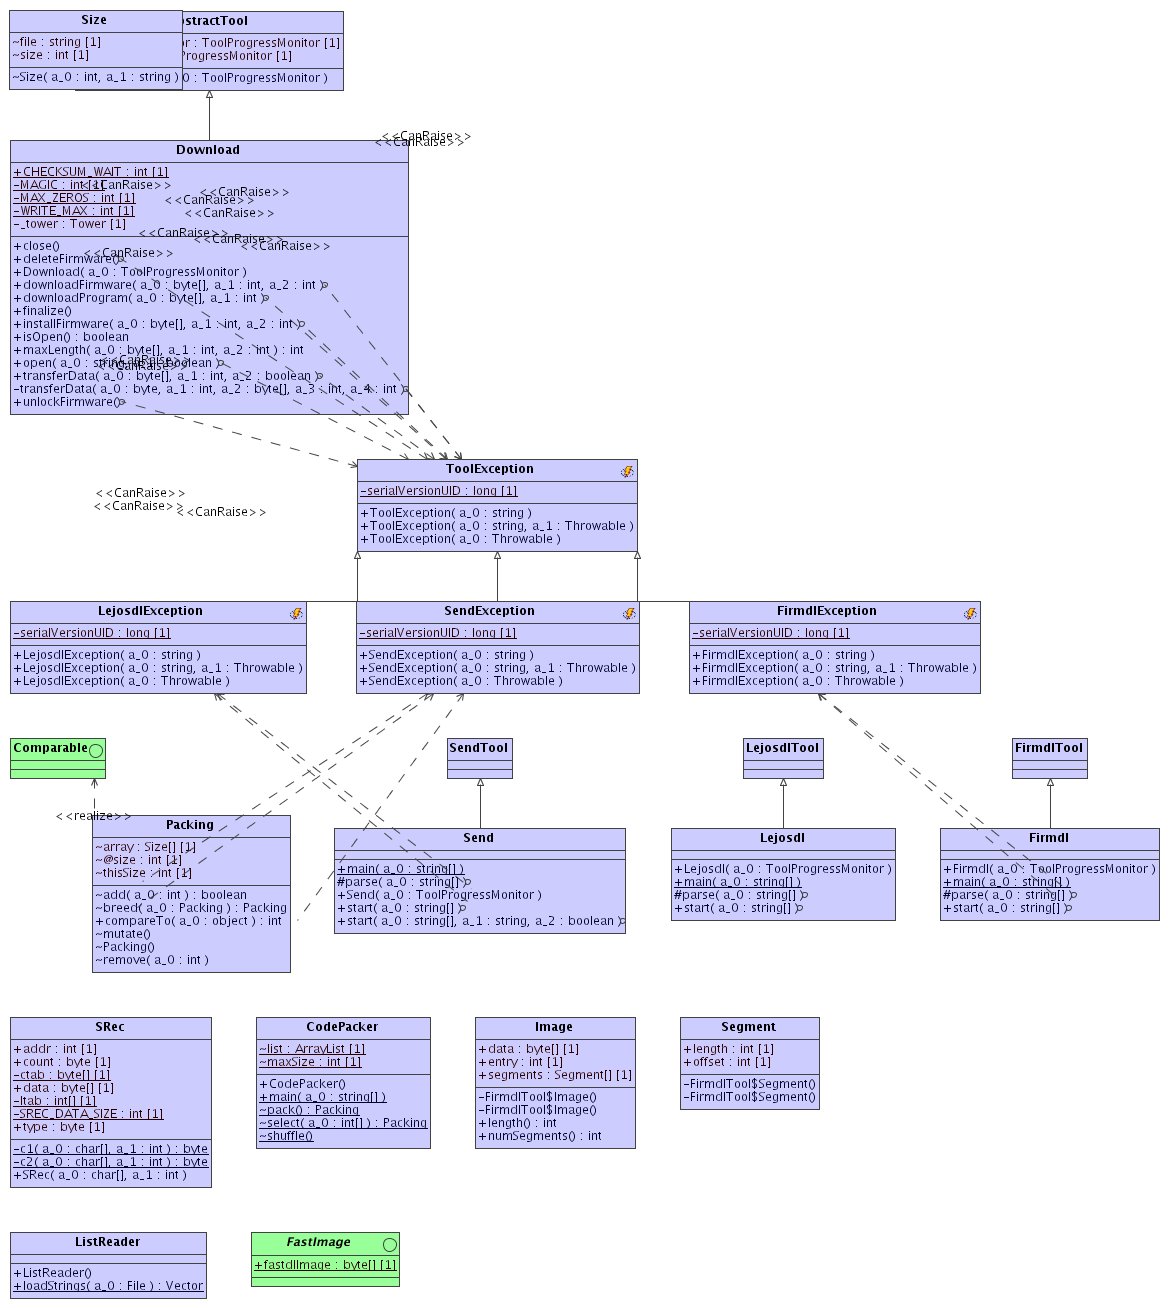 Size
~file : string [1]
~size : int [1]
~Size( a_0 : int, a_1 : string )
stractTool
or : ToolProgressMonitor [1]
ProgressMonitor [1]
0 : ToolProgressMonitor )
<<CanRaise>>
<<CanRaise>>
Download
+CHECKSUM_WAIT : int [1]
-MAGIC : int [1]
-MAX_ZEROS : int [1]
-WRITE_MAX : int [1]
-_tower : Tower [1]
<<CanRaise>>
<<CanRaise>>
<<CanRaise>>
<<CanRaise>>
<<CanRaise>>
<<CanRaise>>
<<CanRaise>>
<<CanRaise>>
+close()
+deleteFirmware()
+Download( a_0 : ToolProgressMonitor )
+downloadFirmware( a_0 : byte[], a_1 : int, a_2 : int )
+downloadProgram( a_0 : byte[], a_1 : int )
+finalize()
+installFirmware( a_0 : byte[], a_1 : int, a_2 : int )
+isOpen() : boolean
+maxLength( a_0 : byte[], a_1 : int, a_2 : int ) : int
+open( a_0 : string, : boolean )
<<CanRaise>>
<<CanRaise>>
+transferData( a_0 : byte[], a_1 : int, a_2 : boolean )
-transferData( a_0 : byte, a_1 : int, a_2 : byte[], a_3 : int, a_4 : int )
+unlockFirmware()
ToolException
-serialVersionUID : long [1]
+ToolException( a_0 : string )
+ToolException( a_0 : string, a_1 : Throwable )
+ToolException( a_0 : Throwable )
<<CanRaise>>
<<CanRaise>>
<<CanRaise>>
LejosdlException
-serialVersionUID : long [1]
+LejosdlException( a_0 : string )
+LejosdlException( a_0 : string, a_1 : Throwable )
+LejosdlException( a_0 : Throwable )
SendException
-serialVersionUID : long [1]
+SendException( a_0 : string )
+SendException( a_0 : string, a_1 : Throwable )
+SendException( a_0 : Throwable )
FirmdlException
-serialVersionUID : long [1]
+FirmdlException( a_0 : string )
+FirmdlException( a_0 : string, a_1 : Throwable )
+FirmdlException( a_0 : Throwable )
Comparable
SendTool
LejosdlTool
FirmdlTool
<<realize>>
Packing
~array : Size[] [1]
~@size : int [1]
~thisSize : int [1]
~add( a_0 : int ) : boolean
~breed( a_0 : Packing ) : Packing
+compareTo( a_0 : object ) : int
~mutate()
~Packing()
~remove( a_0 : int )
Send
+main( a_0 : string[] )
#parse( a_0 : string[] )
+Send( a_0 : ToolProgressMonitor )
+start( a_0 : string[] )
+start( a_0 : string[], a_1 : string, a_2 : boolean )
Lejosdl
+Lejosdl( a_0 : ToolProgressMonitor )
+main( a_0 : string[] )
#parse( a_0 : string[] )
+start( a_0 : string[] )
Firmdl
+Firmdl( a_0 : ToolProgressMonitor )
+main( a_0 : string[] )
#parse( a_0 : string[] )
+start( a_0 : string[] )
SRec
+addr : int [1]
+count : byte [1]
-ctab : byte[] [1]
+data : byte[] [1]
-ltab : int[] [1]
-SREC_DATA_SIZE : int [1]
+type : byte [1]
-c1( a_0 : char[], a_1 : int ) : byte
-c2( a_0 : char[], a_1 : int ) : byte
+SRec( a_0 : char[], a_1 : int )
CodePacker
~list : ArrayList [1]
~maxSize : int [1]
+CodePacker()
+main( a_0 : string[] )
~pack() : Packing
~select( a_0 : int[] ) : Packing
~shuffle()
Image
+data : byte[] [1]
+entry : int [1]
+segments : Segment[] [1]
-FirmdlTool$Image()
-FirmdlTool$Image()
+length() : int
+numSegments() : int
Segment
+length : int [1]
+offset : int [1]
-FirmdlTool$Segment()
-FirmdlTool$Segment()
ListReader
+ListReader()
+loadStrings( a_0 : File ) : Vector
FastImage
+fastdlImage : byte[] [1]